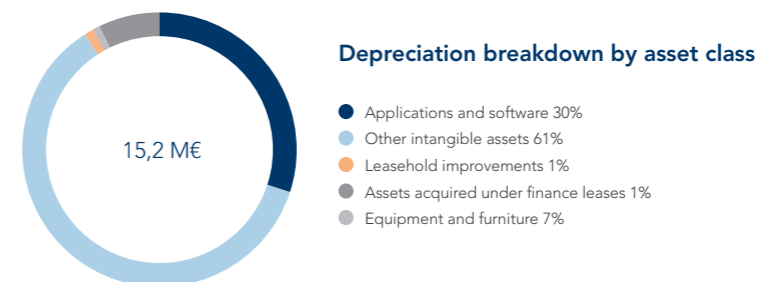 Depreciation breakdown by asset class
15,2 M€
Applications and software 30%
Other intangible assets 61%
Leasehold improvements 1%
Assets acquired under finance leases 1%
Equipment and furniture 7%